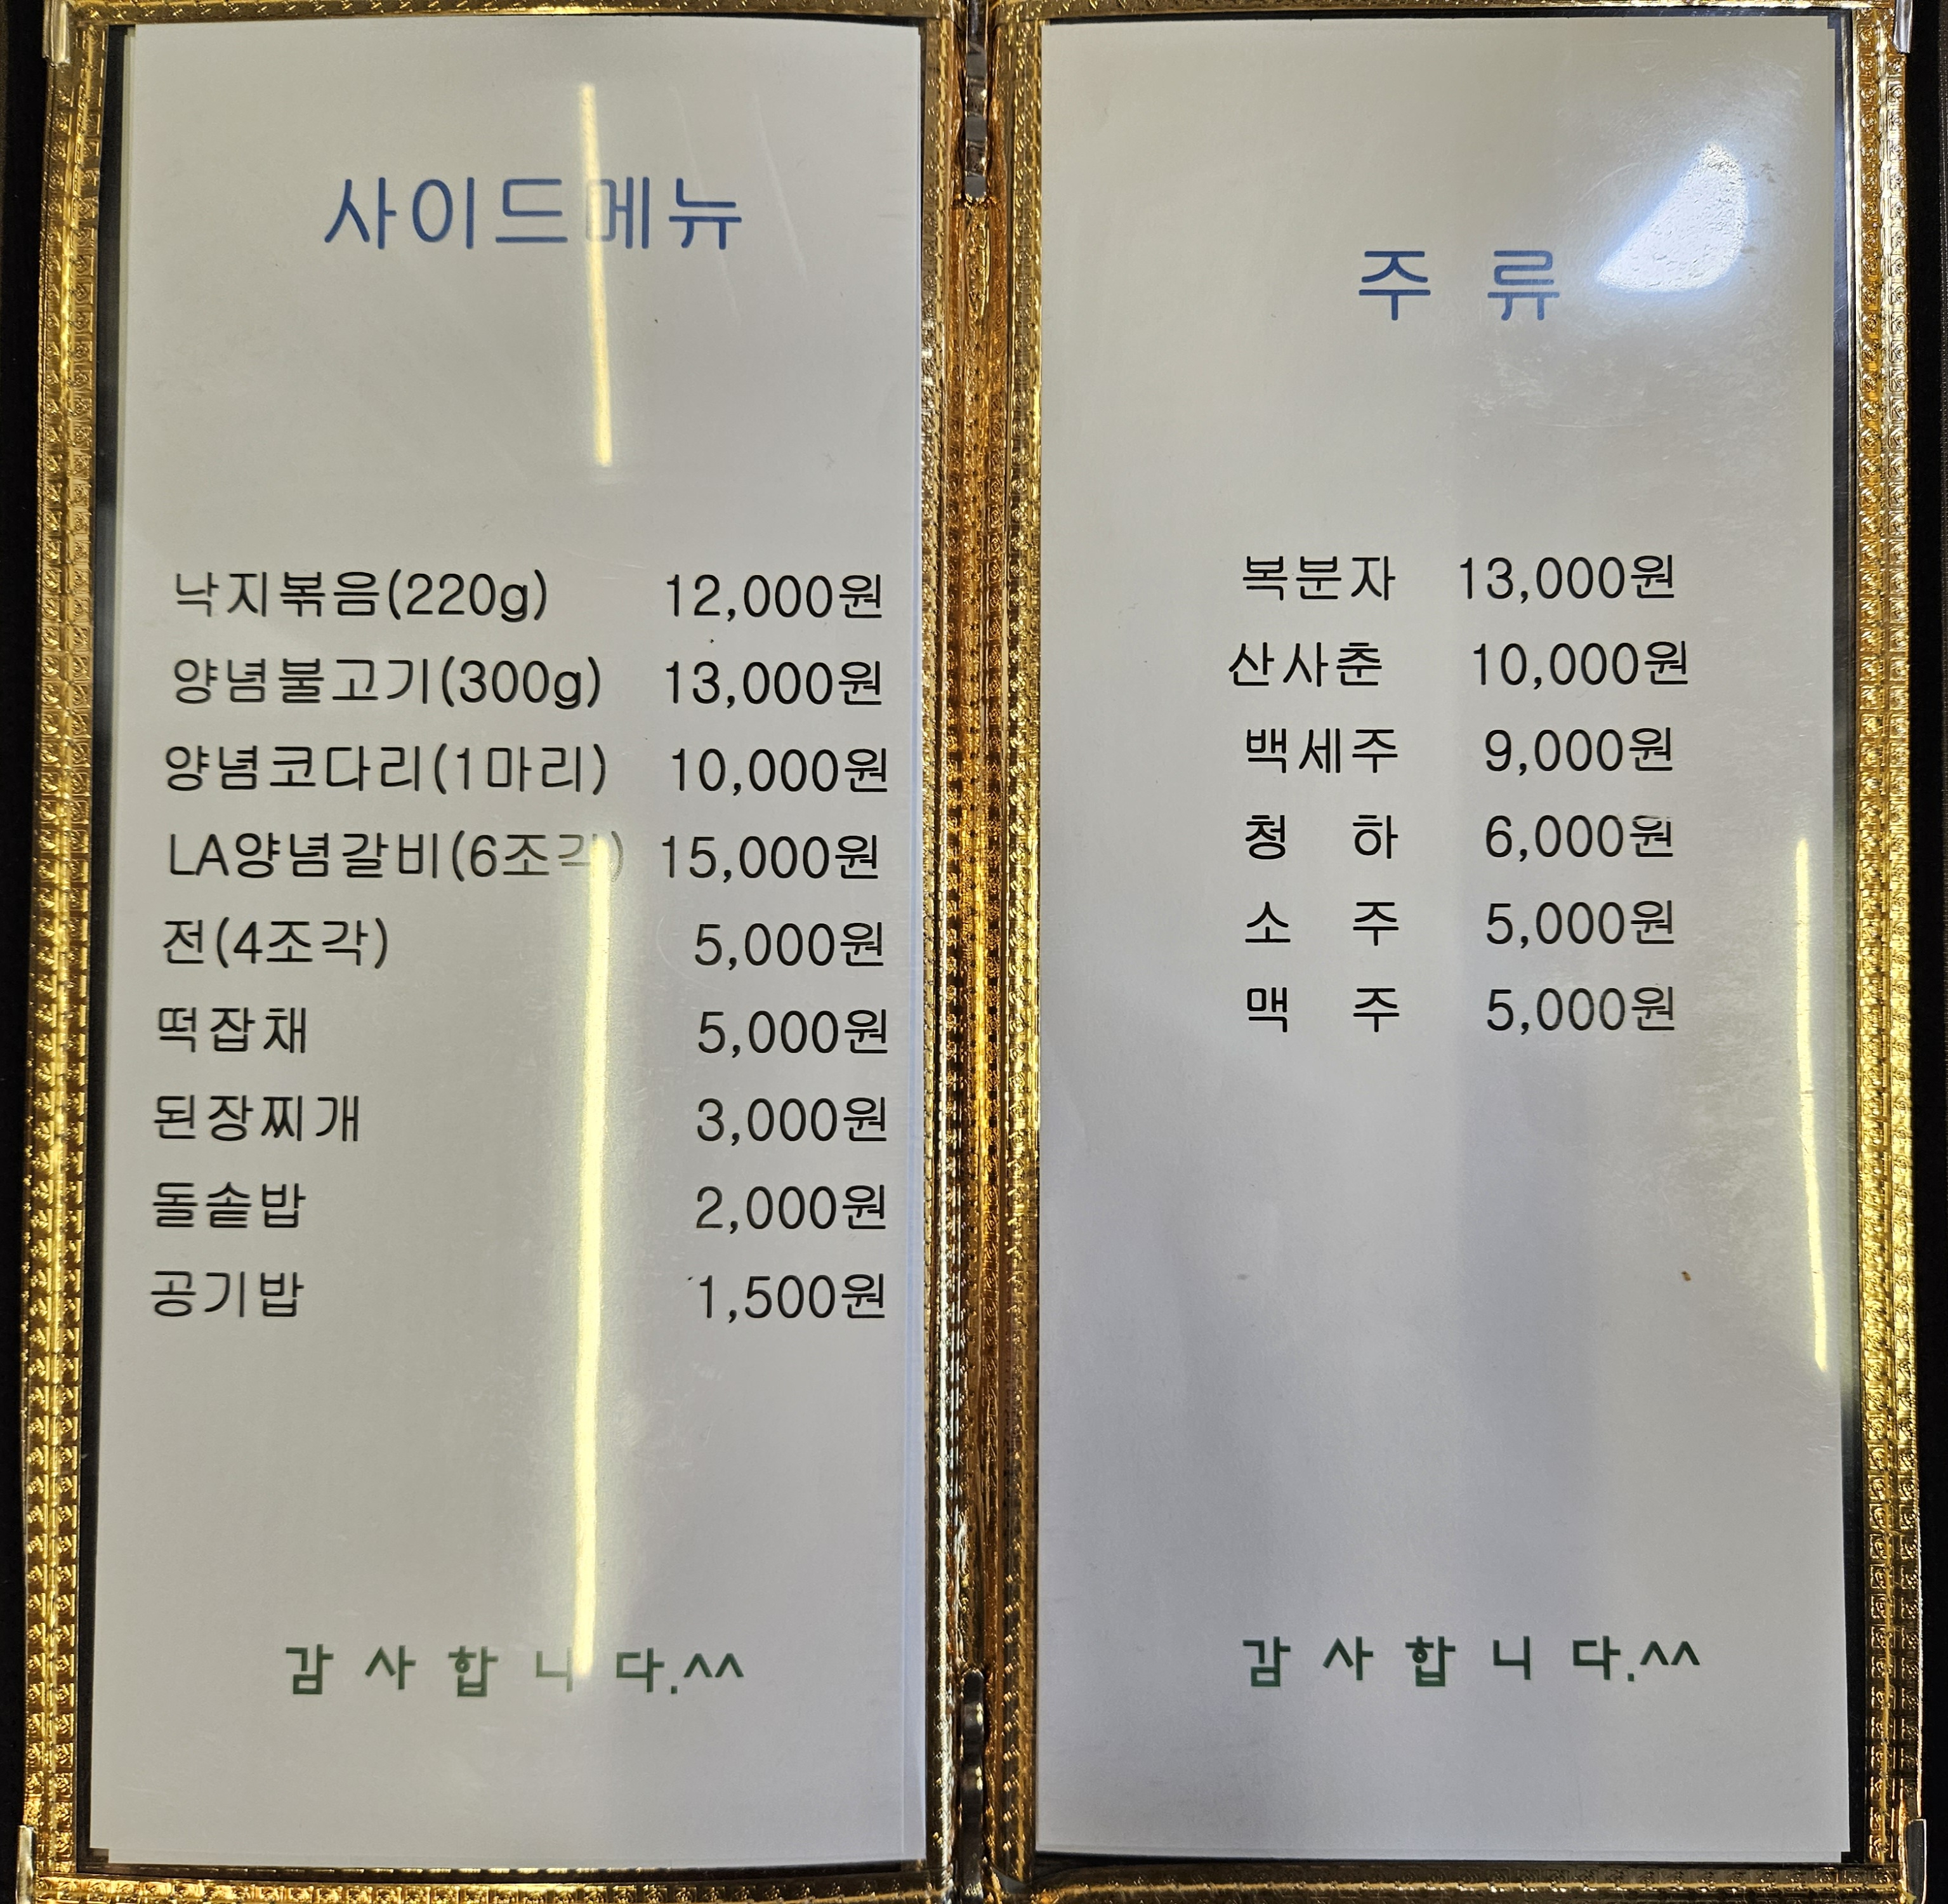 사이드메뉴
낙지볶음(220g) 12,000원
양념불고기(300g) 13,000원
양념코다리(1마리) 10,000원
LA양념갈비(6조각) 15,000원
전(4조각) 5,000원
떡잡채 5,000원
된장찌개 3,000원
돌솥밥 2,000원
공기밥 1,500원
감 사 합 니 다.^^
주 류
복분자 13,000원
산사춘 10,000원
백세주 9,000원
청 하 6,000원
소 주 5,000원
맥 주 5,000원
감 사 합 니 다.^^